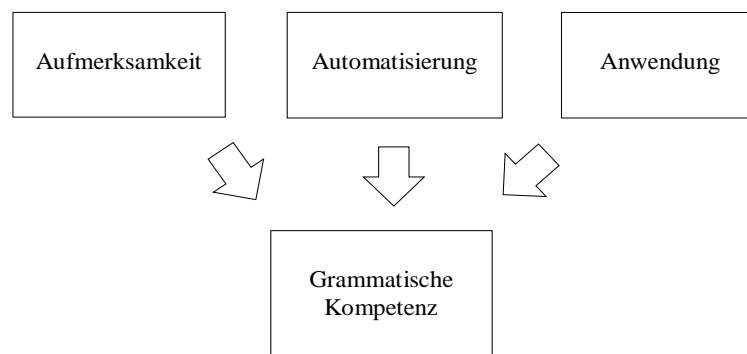 Aufmerksamkeit
Automatisierung
Anwendung
Grammatische
Kompetenz